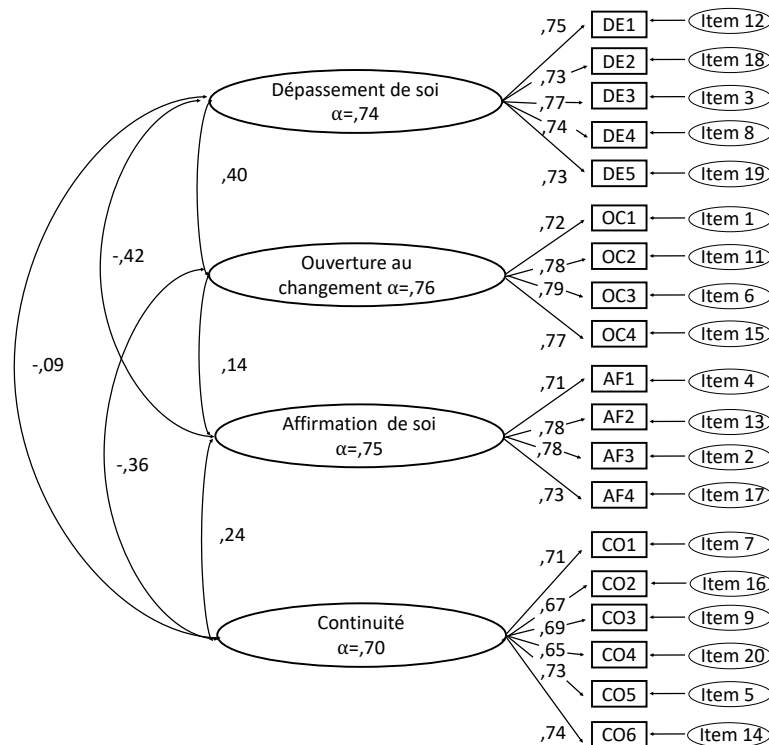 ,75
DE1
Item 12
Dépassement de soi
α=,74
,73
DE2
Item 18
,77
DE3
Item 3
,74
DE4
Item 8
,73
DE5
Item 19
,40
-,42
,72
OC1
Item 1
Ouverture au
changement α=,76
,78
OC2
Item 11
,79
OC3
Item 6
,77
OC4
Item 15
-,09
,14
,71
AF1
Item 4
Affirmation de soi
α=,75
,78
AF2
Item 13
,78
AF3
Item 2
,73
AF4
Item 17
-,36
,24
,71
CO1
Item 7
Continuité
α=,70
,67
CO2
Item 16
,69
CO3
Item 9
,65
CO4
Item 20
,73
CO5
Item 5
,74
CO6
Item 14